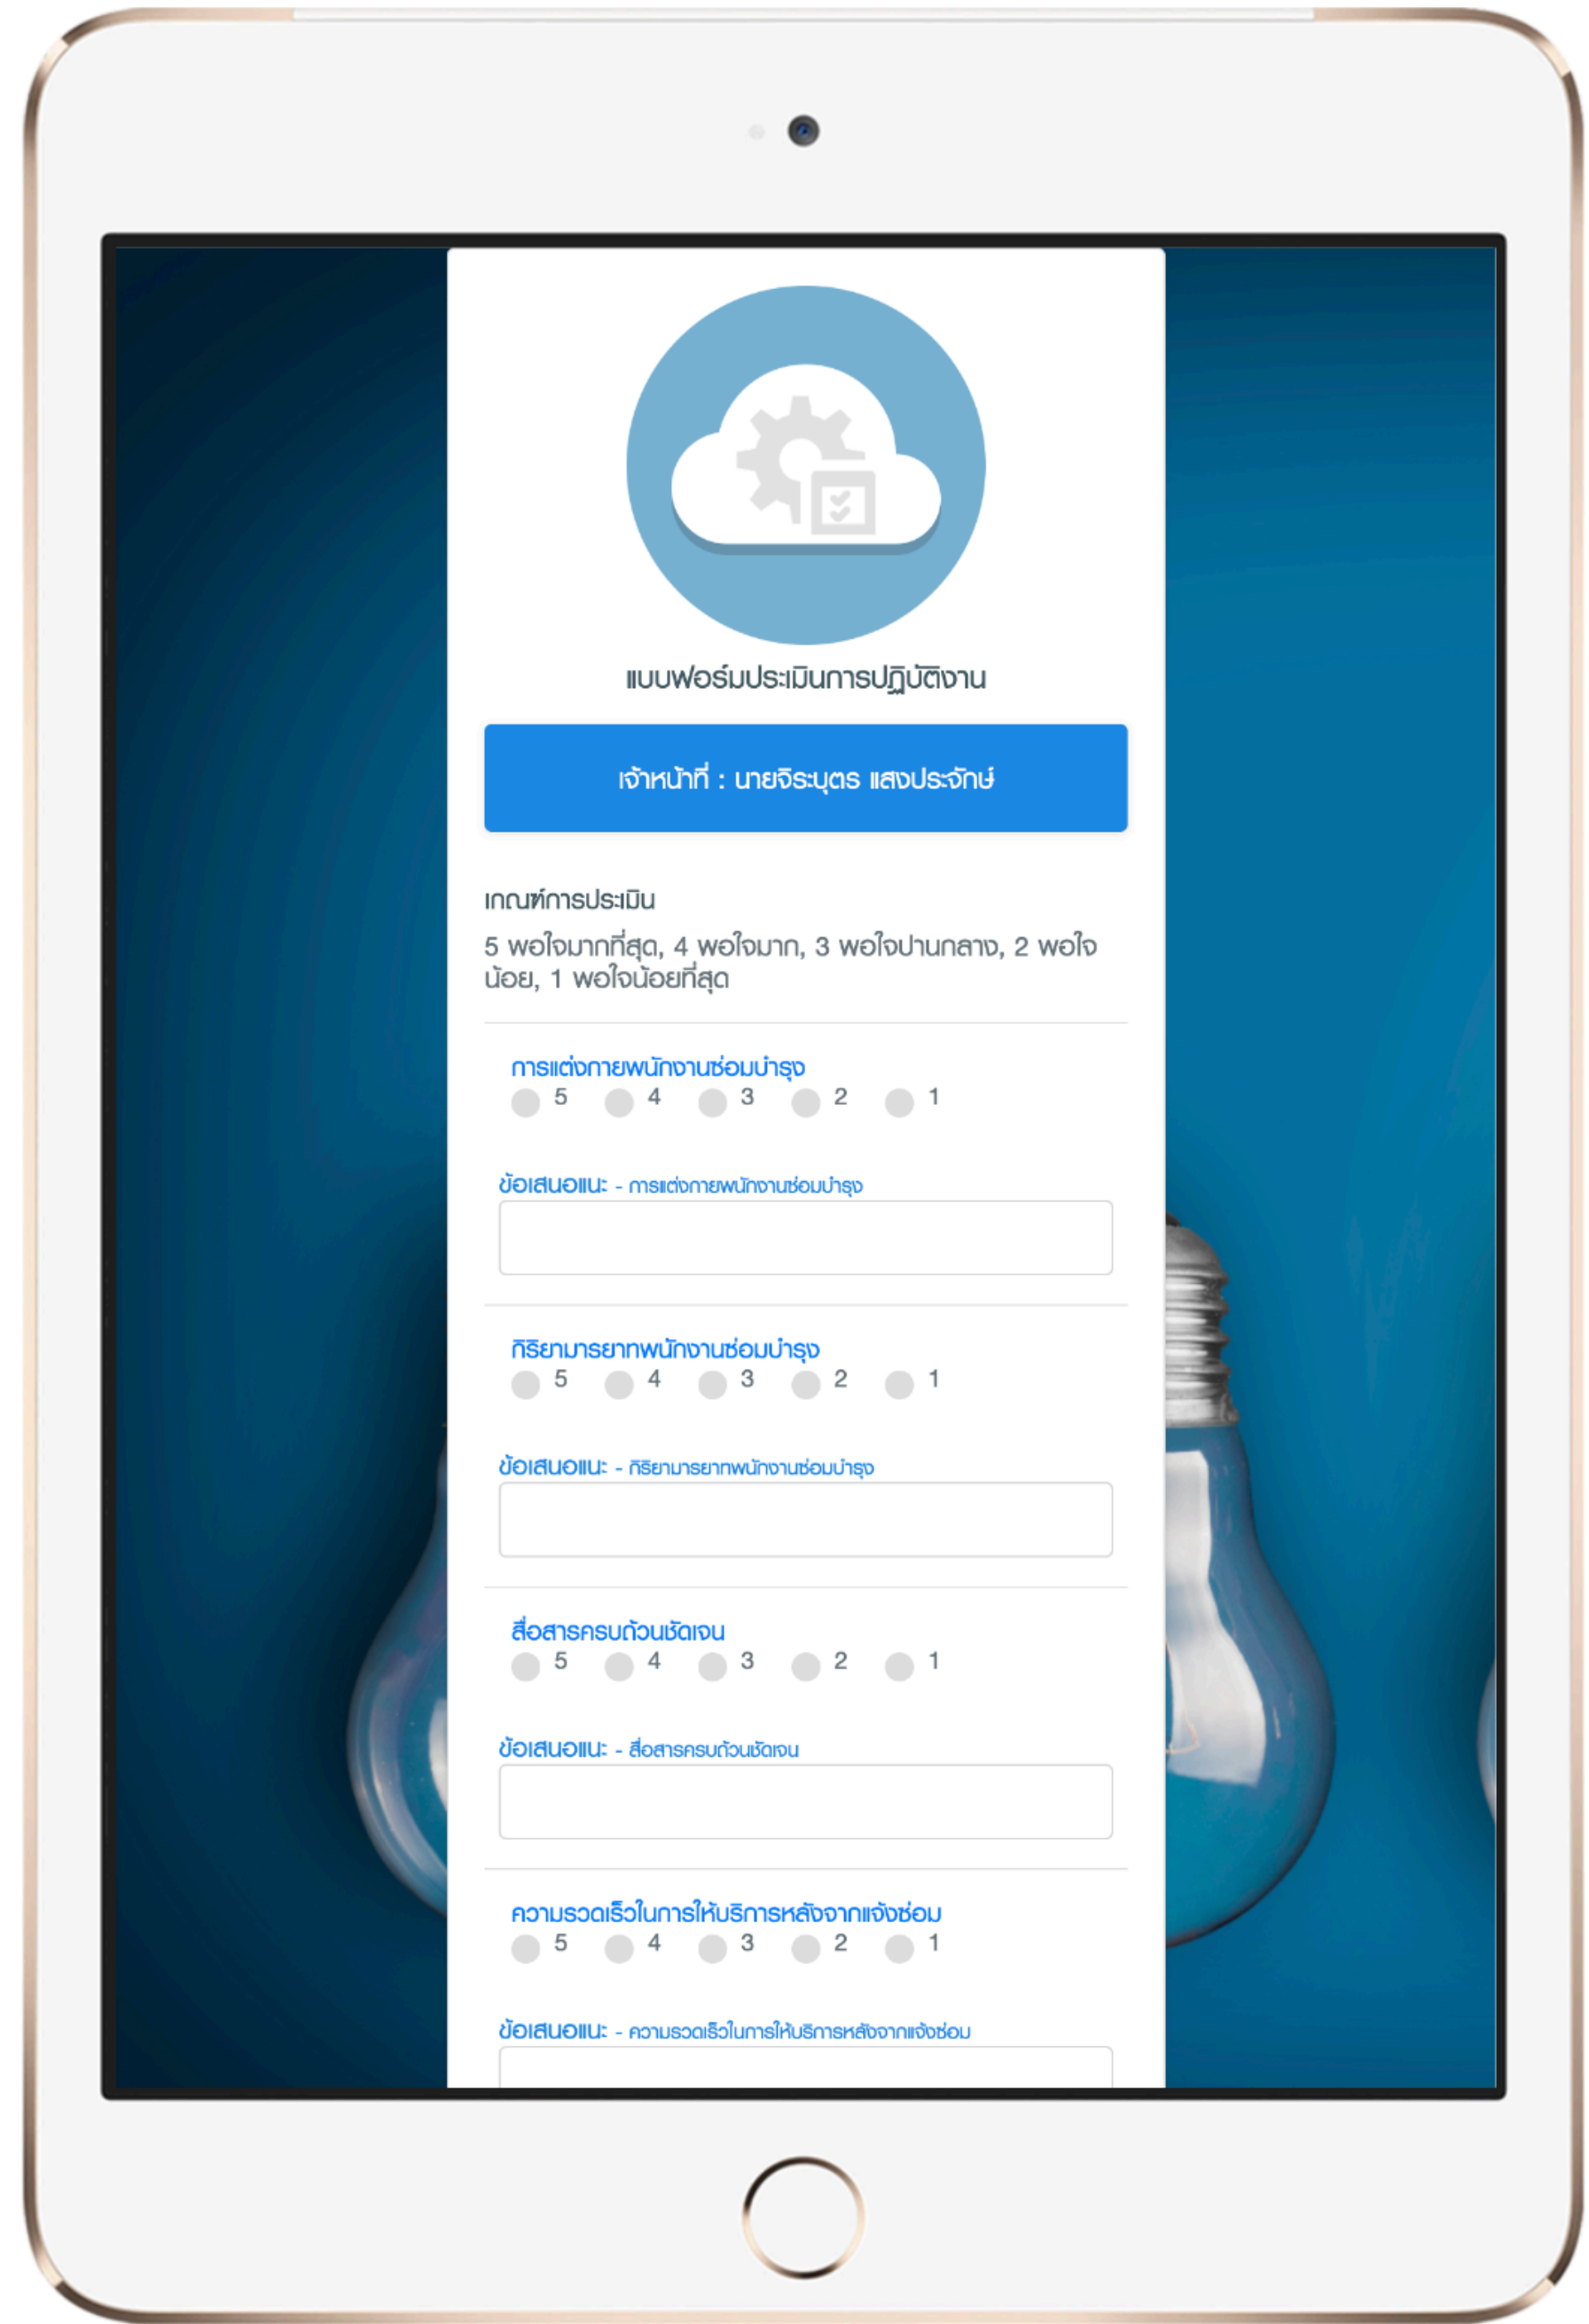 แบบฟอร์มประเมินการปฏิบัติงาน
เจ้าหน้าที่ : นายจิระบุตร แสงประจักษ์
เกณฑ์การประเมิน
5 พอใจมากที่สุด, 4 พอใจมาก, 3 พอใจปานกลาง, 2 พอใจ
น้อย, 1 พอใจน้อยที่สุด
การแต่งกายพนักงานซ่อมบำรุง
5 4 3 2 1
ข้อเสนอแนะ - การแต่งกายพนักงานซ่อมบำรุง
กิริยามารยาทพนักงานซ่อมบำรุง
5 4 3 2 1
ข้อเสนอแนะ - กิริยามารยาทพนักงานซ่อมบำรุง
สื่อสารครบถ้วนชัดเจน
5 4 3 2 1
ข้อเสนอแนะ - สื่อสารครบถ้วนชัดเจน
ความรวดเร็วในการให้บริการหลังจากแจ้งซ่อม
5 4 3 2 1
ข้อเสนอแนะ - ความรวดเร็วในการให้บริการหลังจากแจ้งซ่อม